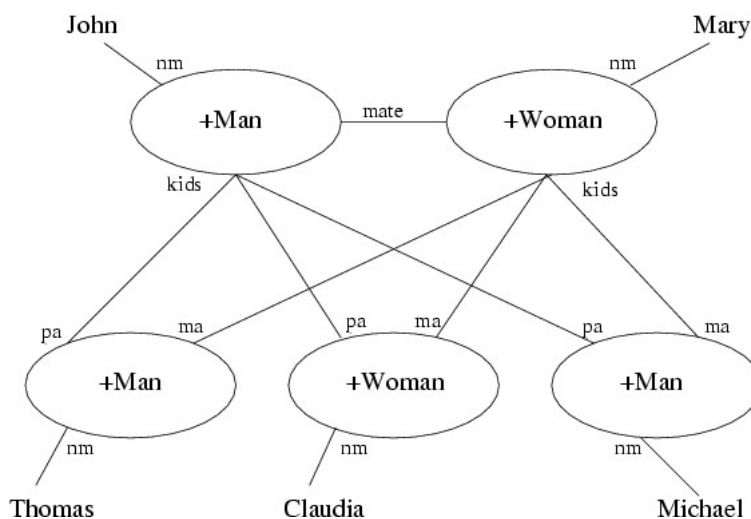 John
Mary
nm
nm
+Man
mate
+Woman
kids
kids
pa
ma
pa
ma
pa
ma
+Man
+Woman
+Man
nm
nm
nm
Thomas
Claudia
Michael